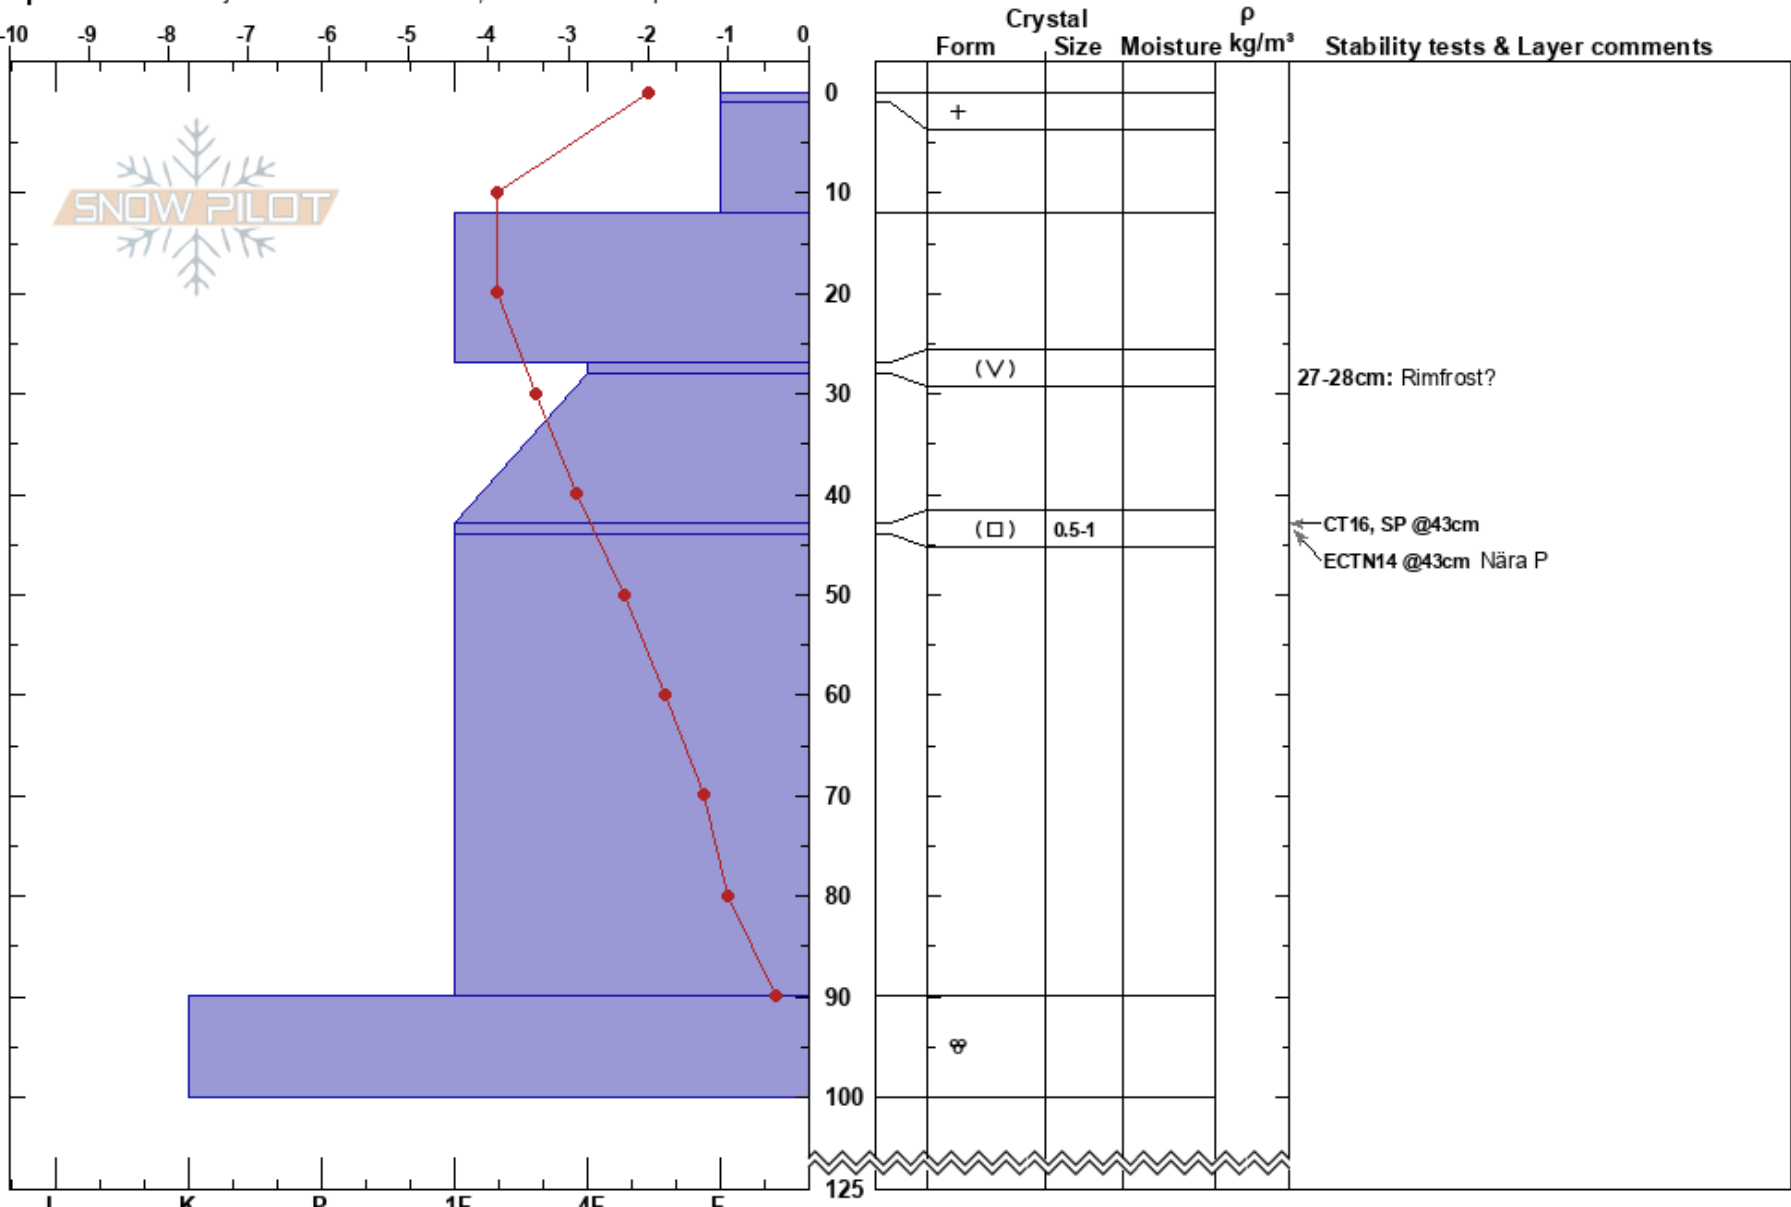 Crystal ρ
-10 -9 -8 -7 -6 -5 -4 -3 -2 -1 0 Form Size Moisture kg/m³ Stability tests & Layer comments
0
SNOW PILOT
10
20
30
40
50
60
70
80
90
100
125
27-28cm: Rimfrost?
0.5-1
CT16, SP @43cm
ECTN14 @43cm Nära P
I K P 1F 4F F